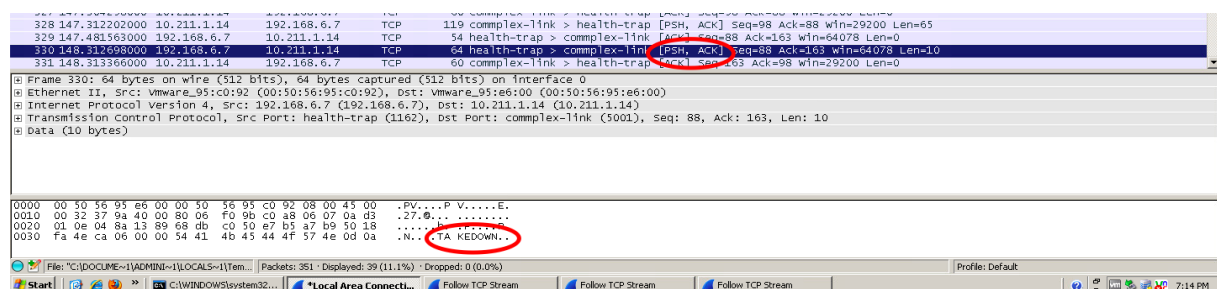 328 147.312202000 10.211.1.14 192.168.6.7 TCP 119 commplex-link > health-trap [PSH, ACK] Seq=98 Ack=88 Win=29200 Len=65
329 147.481563000 192.168.6.7 10.211.1.14 TCP 54 health-trap > commplex-link [ACK] Seq=88 Ack=163 Win=64078 Len=0
330 148.312698000 192.168.6.7 10.211.1.14 TCP 64 health-trap > commplex-link [PSH, ACK] Seq=88 Ack=163 Win=64078 Len=10
331 148.313366000 10.211.1.14 192.168.6.7 TCP 60 commplex-link > health-trap [ACK] Seq=163 Ack=98 Win=29200 Len=0
Frame 330: 64 bytes on wire (512 bits), 64 bytes captured (512 bits) on interface 0
Ethernet II, Src: Vmware_95:c0:92 (00:50:56:95:c0:92), Dst: Vmware_95:e6:00 (00:50:56:95:e6:00)
Internet Protocol Version 4, Src: 192.168.6.7 (192.168.6.7), Dst: 10.211.1.14 (10.211.1.14)
Transmission Control Protocol, Src Port: health-trap (1162), Dst Port: commplex-link (5001), Seq: 88, Ack: 163, Len: 10
Data (10 bytes)
0000 00 50 56 95 e6 00 00 50 56 95 c0 92 08 00 45 00 .PV....P V.....E.
0010 00 32 37 9a 40 00 80 06 f0 9b c0 a8 06 07 0a d3 .27.@... ........
0020 01 0e 04 8a 13 89 68 db c0 50 e7 b5 a7 b9 50 18 ......h. .P....P.
0030 fa 4e ca 06 00 00 54 41 4b 45 44 4f 57 4e 0d 0a .N....TA KEDOWN..
File: "C:\DOCUME~1\ADMINI~1\LOCALS~1\Tem... Packets: 351 · Displayed: 39 (11.1%) · Dropped: 0 (0.0%) Profile: Default
Start » C:\WINDOWS\system32... *Local Area Connecti... Follow TCP Stream Follow TCP Stream Follow TCP Stream 7:14 PM